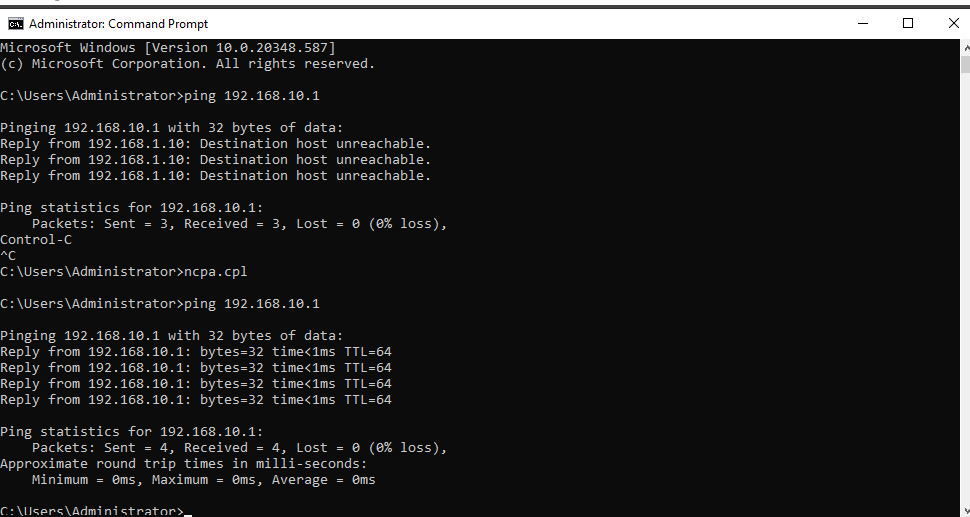 Administrator: Command Prompt
Microsoft Windows [Version 10.0.20348.587]
(c) Microsoft Corporation. All rights reserved.
C:\Users\Administrator>ping 192.168.10.1
Pinging 192.168.10.1 with 32 bytes of data:
Reply from 192.168.1.10: Destination host unreachable.
Reply from 192.168.1.10: Destination host unreachable.
Reply from 192.168.1.10: Destination host unreachable.
Ping statistics for 192.168.10.1:
    Packets: Sent = 3, Received = 3, Lost = 0 (0% loss),
Control-C
^C
C:\Users\Administrator>ncpa.cpl
C:\Users\Administrator>ping 192.168.10.1
Pinging 192.168.10.1 with 32 bytes of data:
Reply from 192.168.10.1: bytes=32 time<1ms TTL=64
Reply from 192.168.10.1: bytes=32 time<1ms TTL=64
Reply from 192.168.10.1: bytes=32 time<1ms TTL=64
Reply from 192.168.10.1: bytes=32 time<1ms TTL=64
Ping statistics for 192.168.10.1:
    Packets: Sent = 4, Received = 4, Lost = 0 (0% loss),
Approximate round trip times in milli-seconds:
    Minimum = 0ms, Maximum = 0ms, Average = 0ms
C:\Users\Administrator>